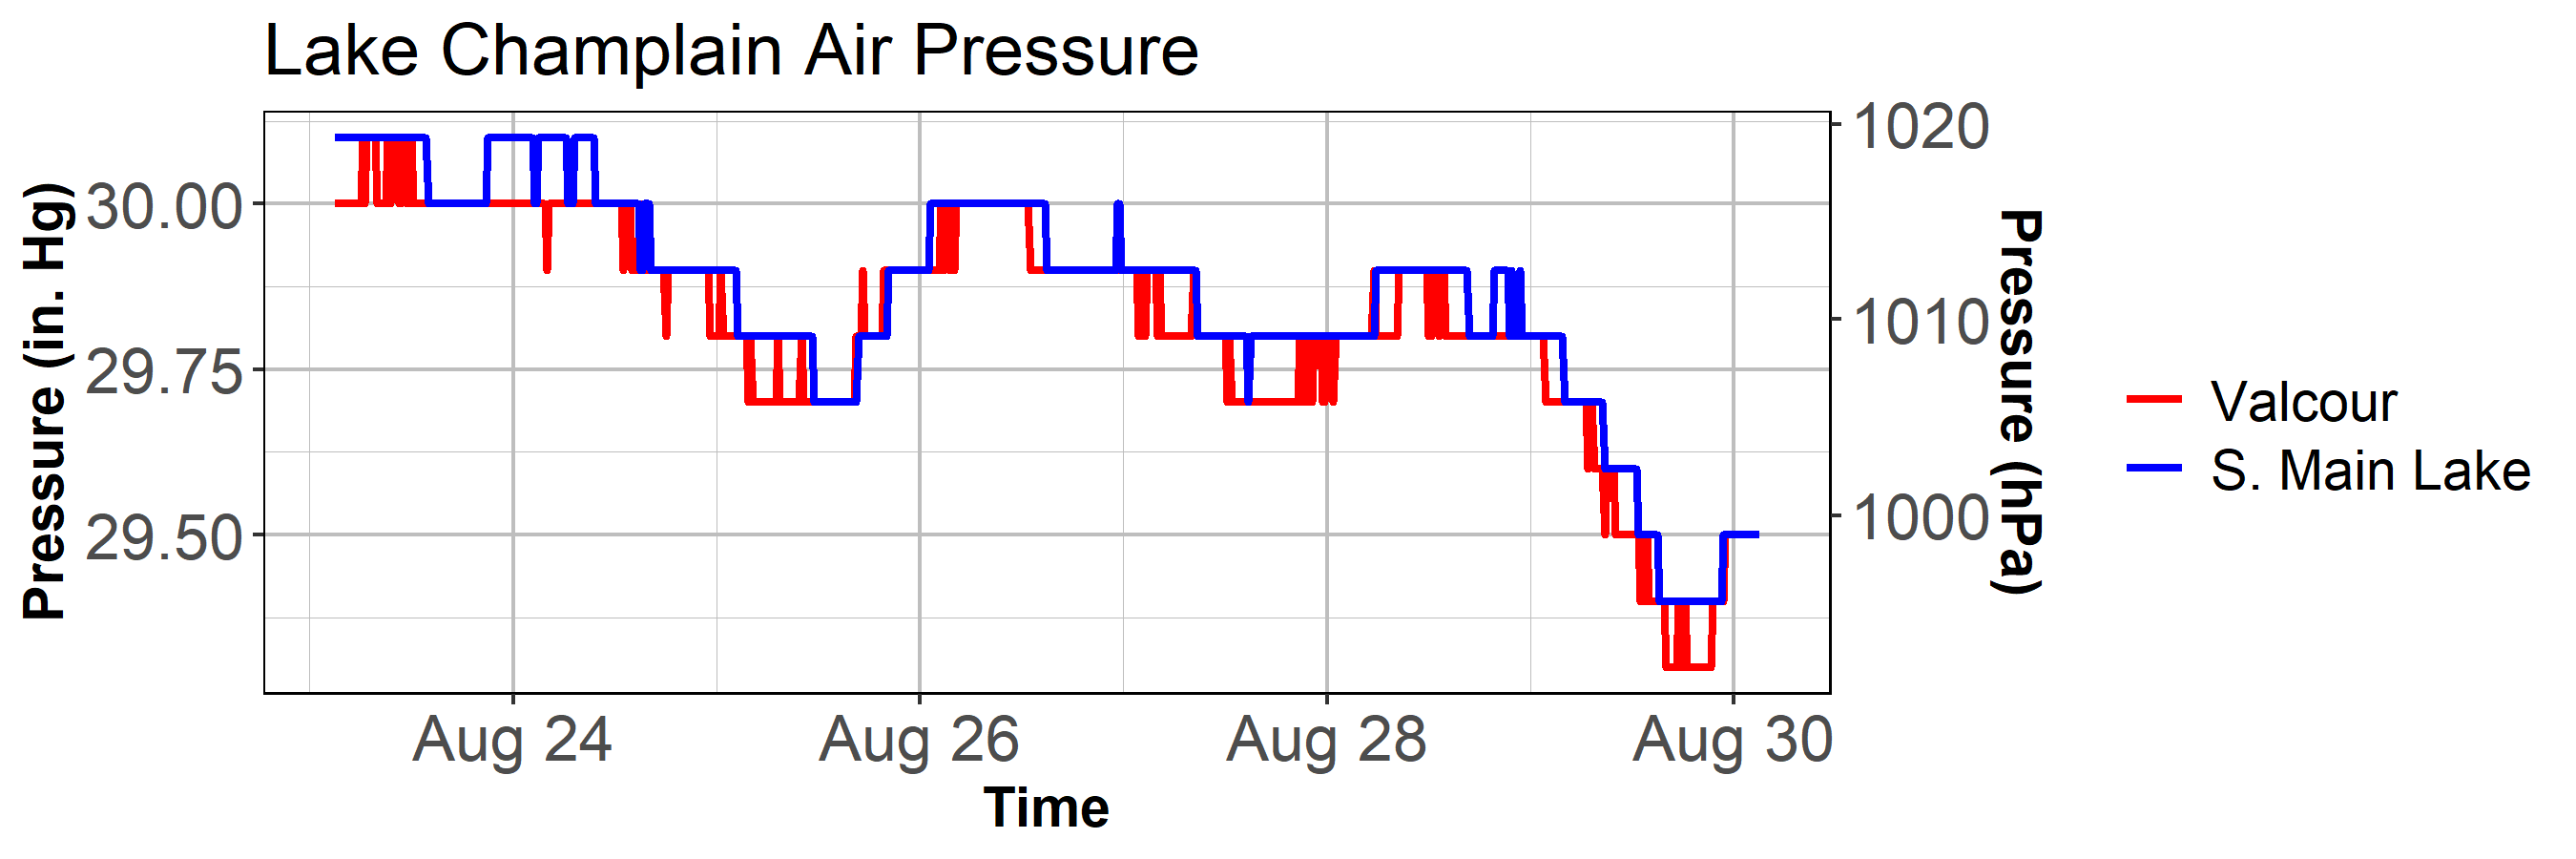 Lake Champlain Air Pressure
Pressure (in. Hg)
30.00
29.75
29.50
1020
1010
1000
Pressure (hPa)
Valcour
S. Main Lake
Aug 24
Aug 26
Aug 28
Aug 30
Time